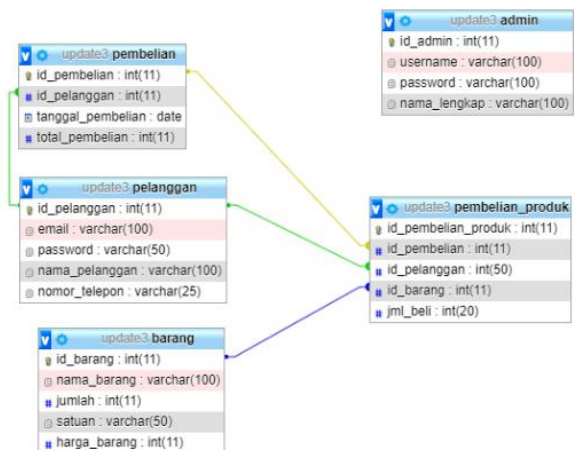 update3 admin
id_admin : int(11)
username : varchar(100)
password : varchar(100)
nama_lengkap : varchar(100)
update3 pembelian
id_pembelian : int(11)
id_pelanggan : int(11)
tanggal_pembelian : date
total_pembelian : int(11)
update3 pelanggan
id_pelanggan : int(11)
email : varchar(100)
password : varchar(50)
nama_pelanggan : varchar(100)
nomor_telepon : varchar(25)
update3 pembelian_produk
id_pembelian_produk : int(11)
id_pembelian : int(11)
id_pelanggan : int(50)
id_barang : int(11)
jml_beli : int(20)
update3 barang
id_barang : int(11)
nama_barang : varchar(100)
jumlah : int(11)
satuan : varchar(50)
harga_barang : int(11)